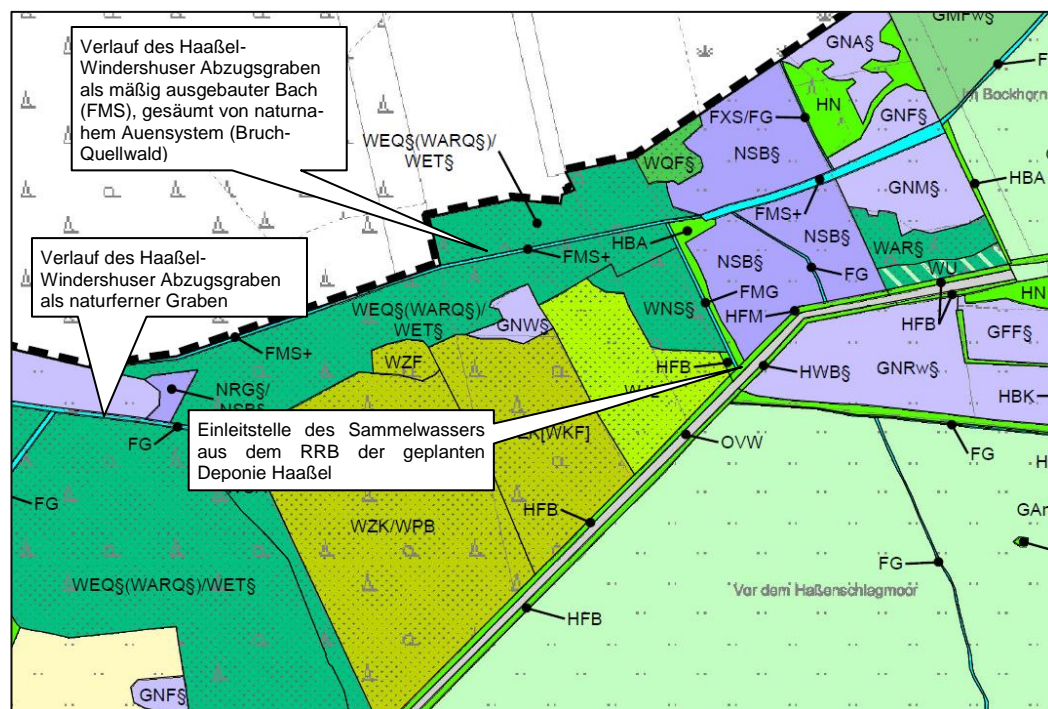 Verlauf des Haaßel-
Windershuser Abzugsgraben
als mäßig ausgebauter Bach
(FMS), gesäumt von naturna-
hem Auensystem (Bruch-
Quellwald)
WEQ§(WARQ§)/
WET§
WQF§
FXS/FG
NSB§
GNA§
HN
GMFw§
GNF§
Im Bockhorn
GNM§
HBA
FMS+
NSB§
WAR§
WU
HBA
FMS+
NSB§
FG
FMG
HFM
HFB
HN
GFF§
Verlauf des Haaßel-
Windershuser Abzugsgraben
als naturferner Graben
WEQ§(WARQ§)/
WET§
GNW§
WNS§
FMS+
WZF
HFB
HWB§
GNRw§
HBK
NRG§/
NSB§
FG
Einleitstelle des Sammelwassers
aus dem RRB der geplanten
Deponie Haaßel
[WKF]
OVW
FG
FG
HFB
WZK/WPB
FG
WEQ§(WARQ§)/WET§
Vor dem Haßenschlagmoor
HFB
GNF§